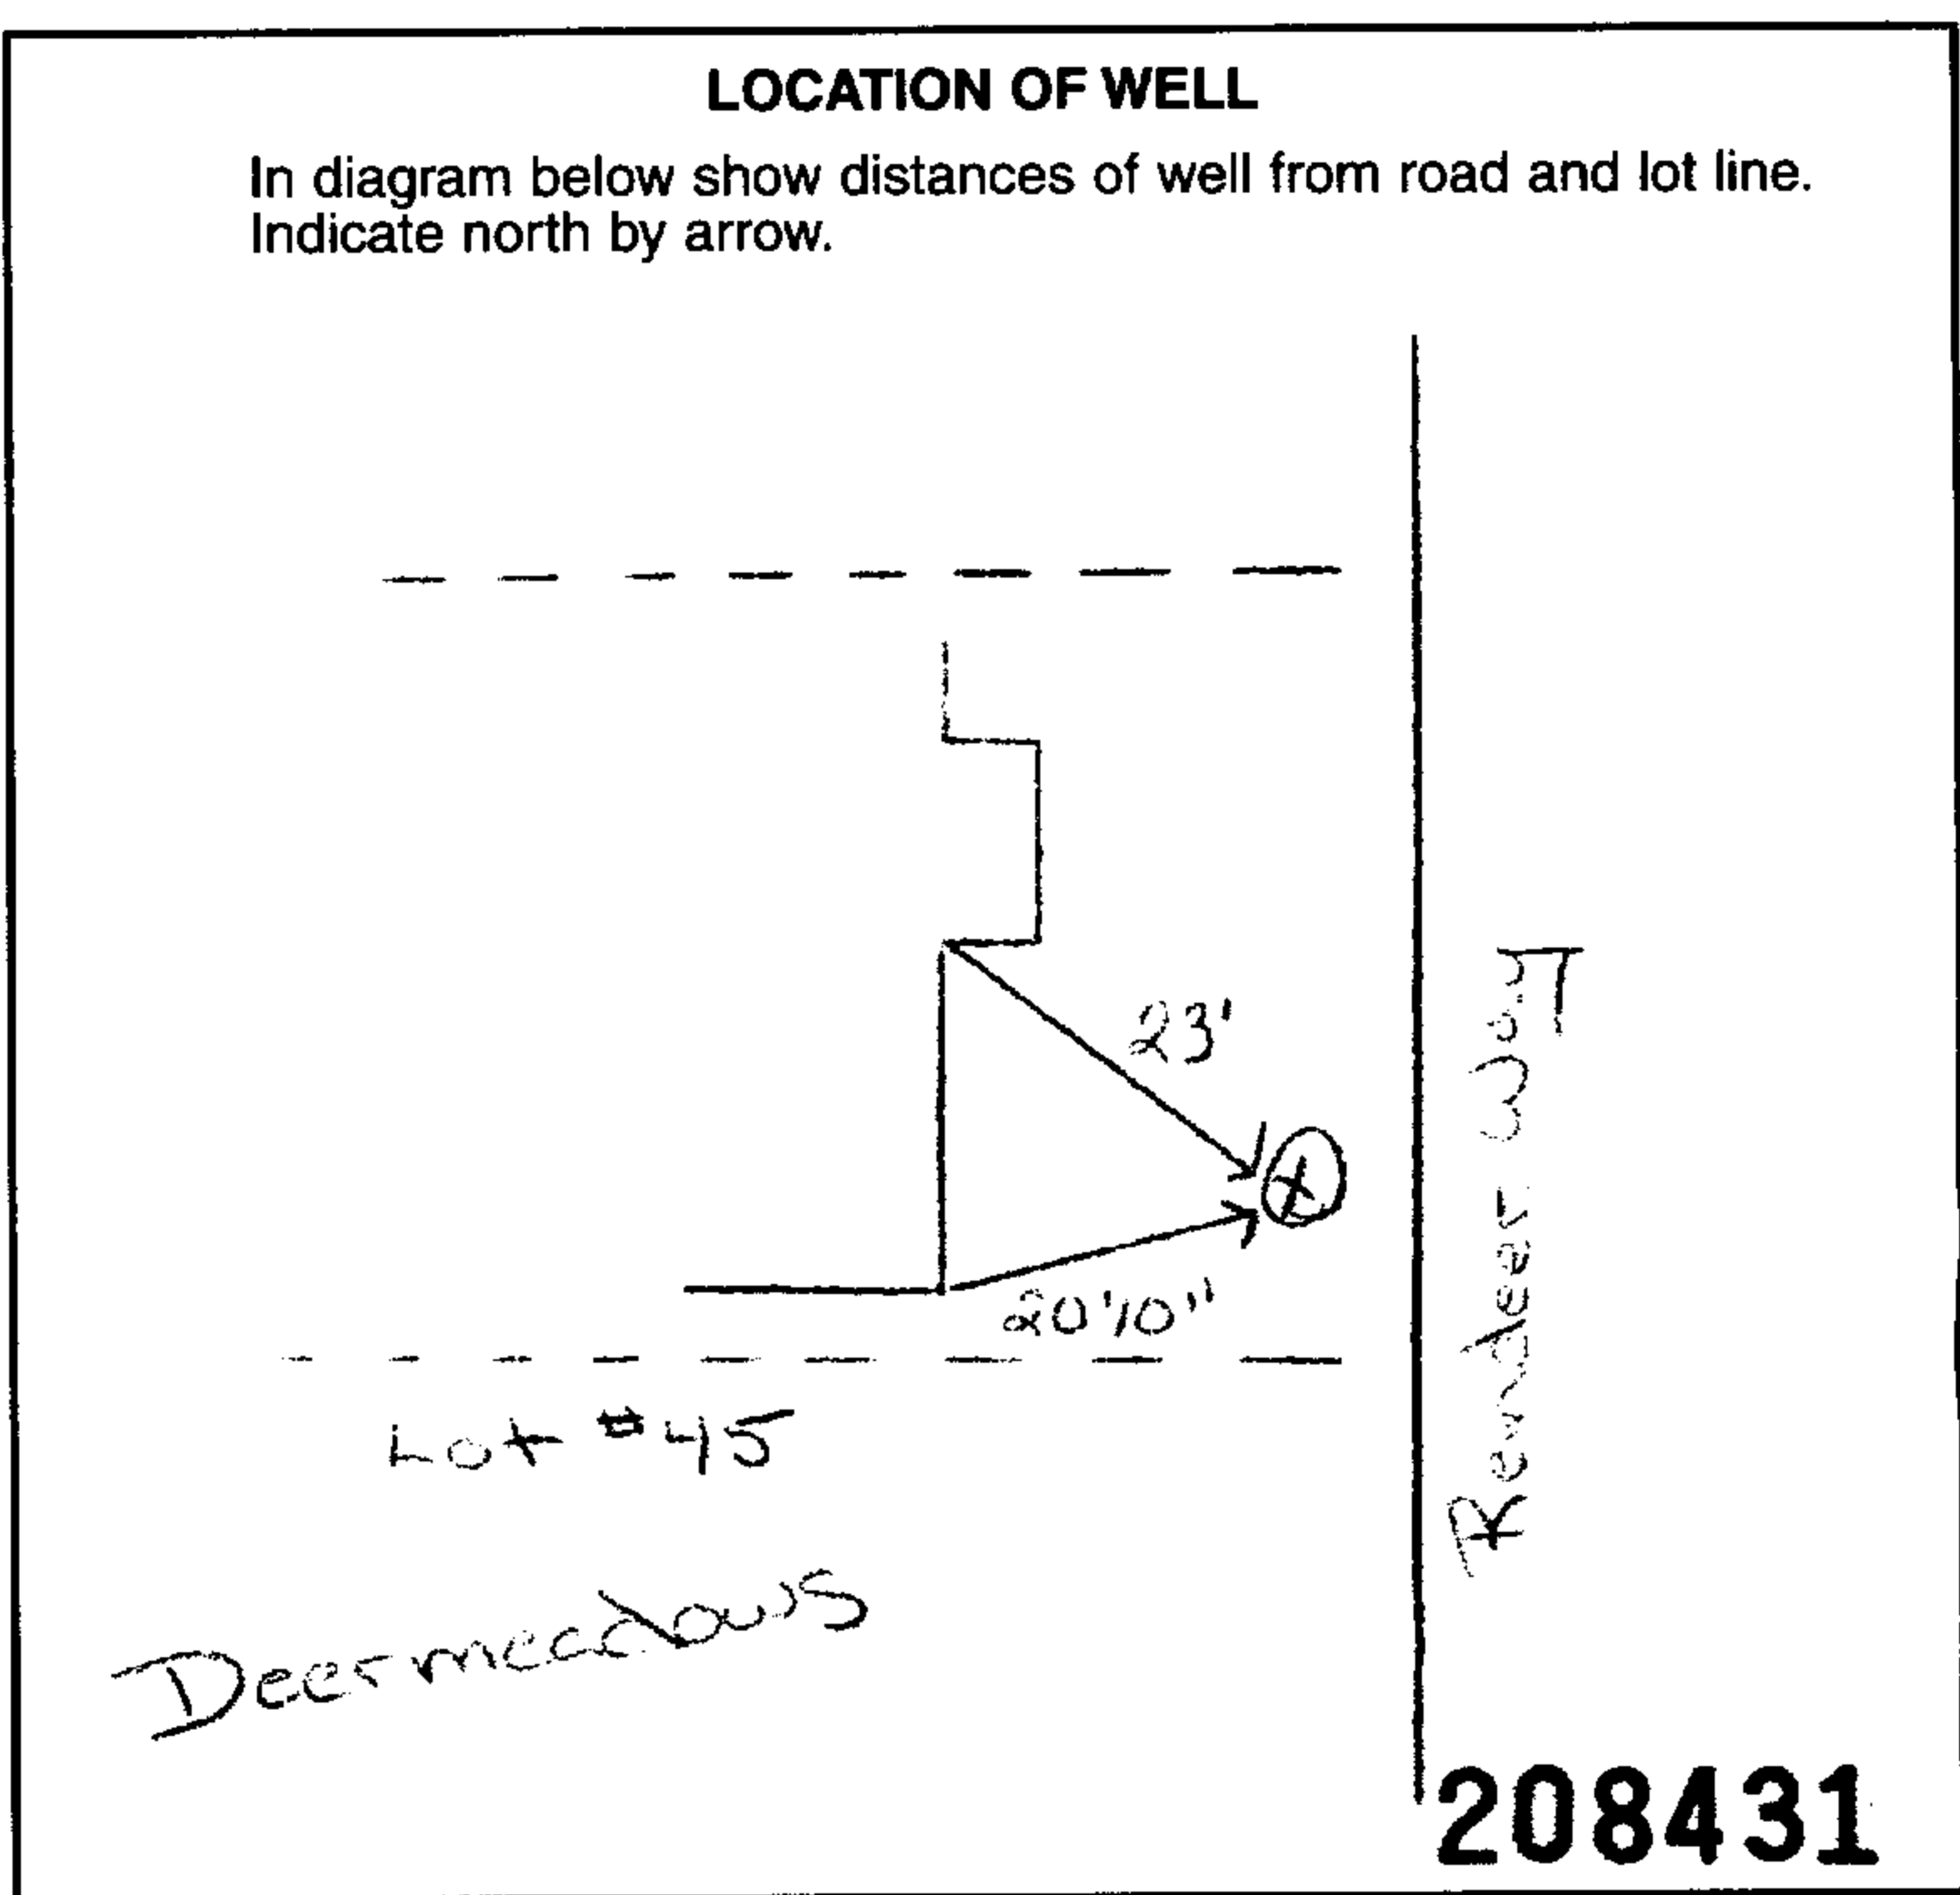 LOCATION OF WELL
In diagram below show distances of well from road and lot line.
Indicate north by arrow.
23'
20'10"
Reindeer Way
Lot #45
Deermeadows
208431